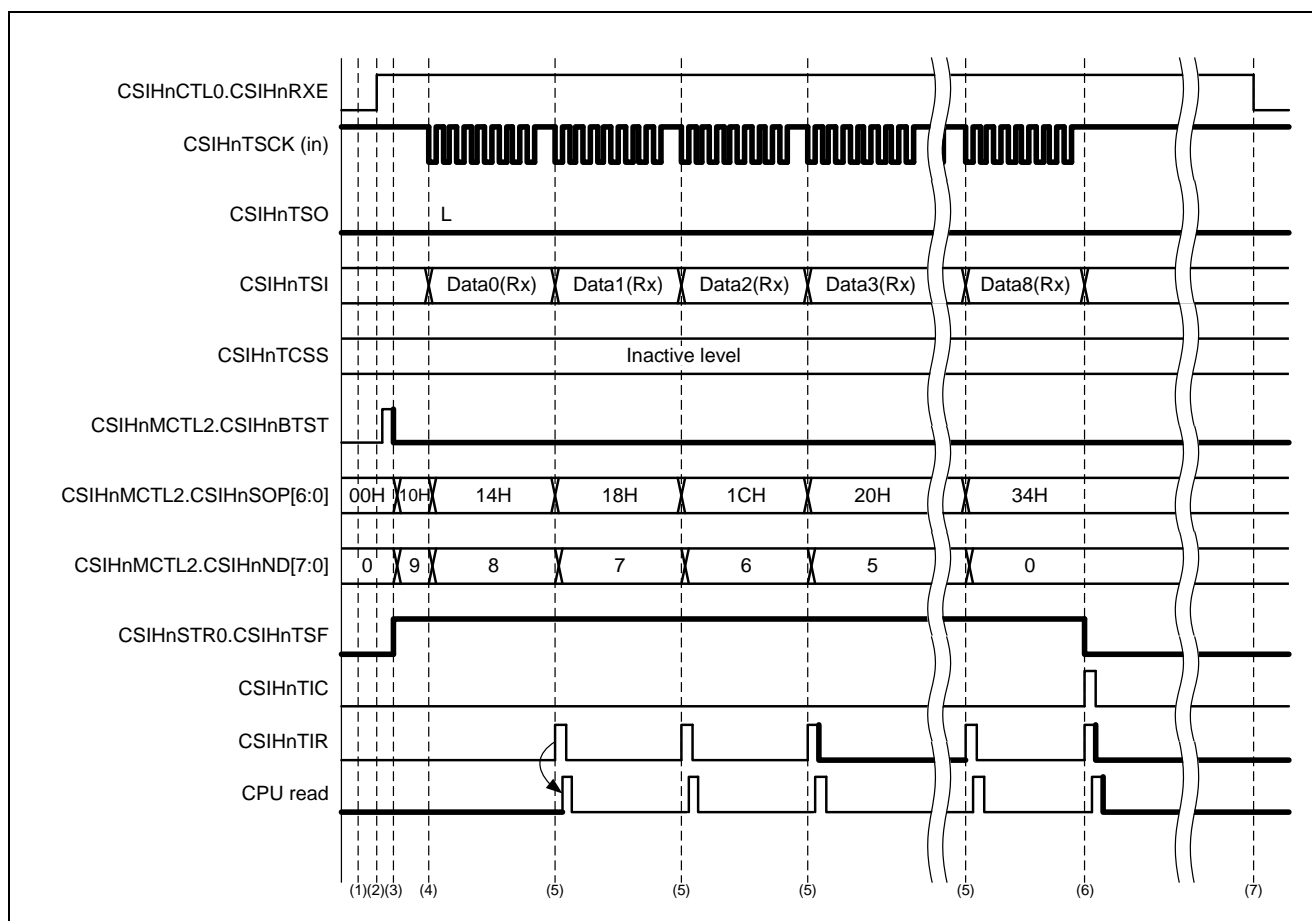 CSIHnCTL0.CSIHnRXE
CSIHnTSCK (in)
CSIHnTSO L
CSIHnTSI Data0(Rx) Data1(Rx) Data2(Rx) Data3(Rx) Data8(Rx)
CSIHnTCSS Inactive level
CSIHnMCTL2.CSIHnBTST
CSIHnMCTL2.CSIHnSOP[6:0] 00H 10H 14H 18H 1CH 20H 34H
CSIHnMCTL2.CSIHnND[7:0] 0 9 8 7 6 5 0
CSIHnSTR0.CSIHnTSF
CSIHnTIC
CSIHnTIR
CPU read
(1) (2) (3) (4) (5) (5) (5) (5) (6) (7)